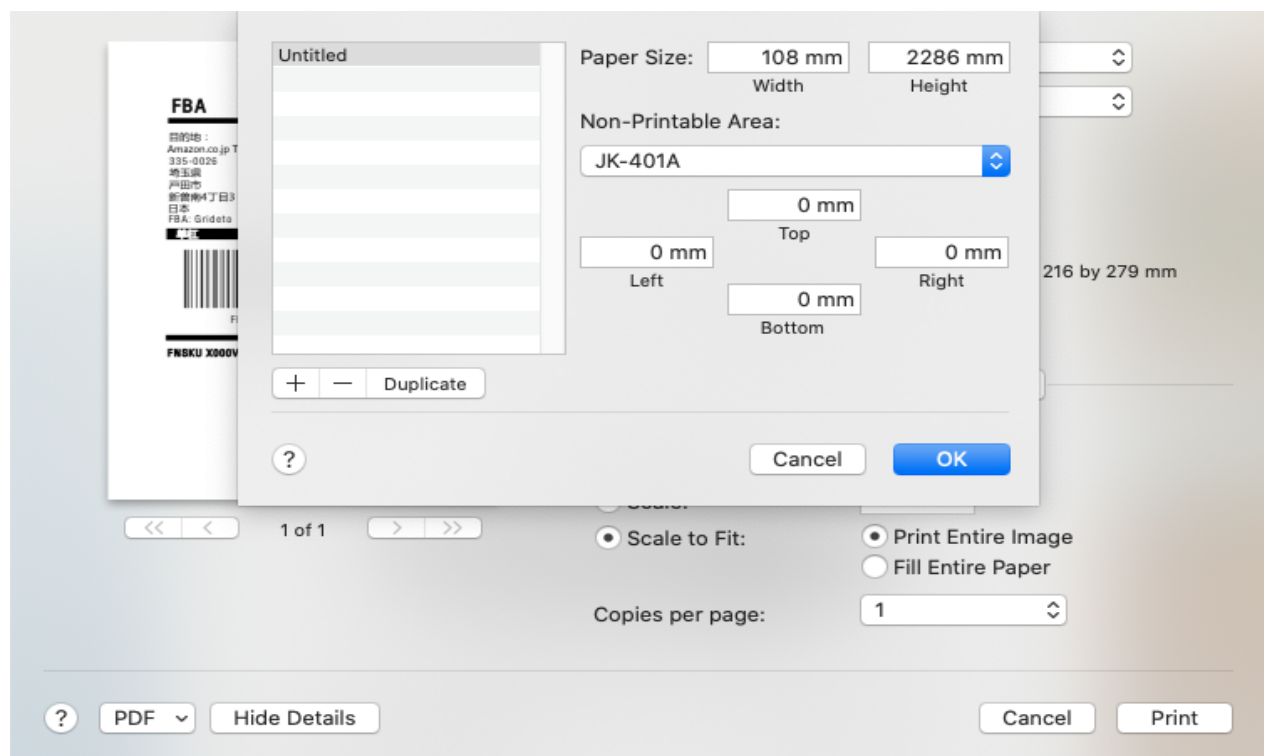 Untitled
Paper Size: 108 mm 2286 mm
Width Height
Non-Printable Area:
JK-401A
0 mm
Top
0 mm 0 mm
Left Right
0 mm
Bottom
+ − Duplicate
? Cancel OK
FBA
目的地：
Amazon.co.jp T
335-0026
埼玉県
戸田市
新曽南4丁目3
日本
FBA: Grideto
FNSKU X000V
216 by 279 mm
<< < 1 of 1 > >>
Scale:
Scale to Fit: Print Entire Image
Fill Entire Paper
Copies per page: 1
? PDF Hide Details Cancel Print